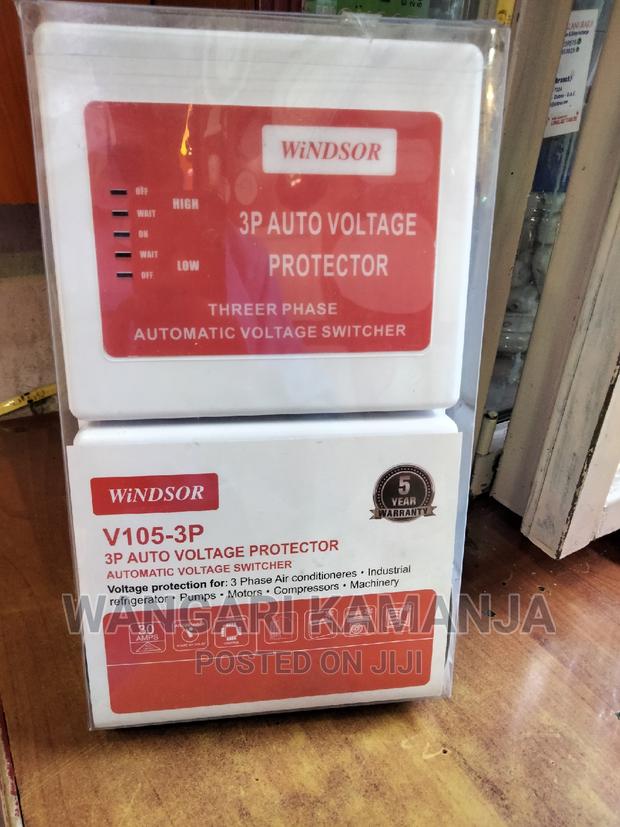 WiNDSOR
OFF
HIGH
WAIT
ON
WAIT
LOW
OFF
3P AUTO VOLTAGE
PROTECTOR
THREER PHASE
AUTOMATIC VOLTAGE SWITCHER
WiNDSOR
5
YEAR
WARRANTY
V105-3P
3P AUTO VOLTAGE PROTECTOR
AUTOMATIC VOLTAGE SWITCHER
Voltage protection for: 3 Phase Air conditioneres • Industrial
refrigerator • Pumps • Motors • Compressors • Machinery
30
AMPS
WANGARI KAMANJA
POSTED ON JIJI